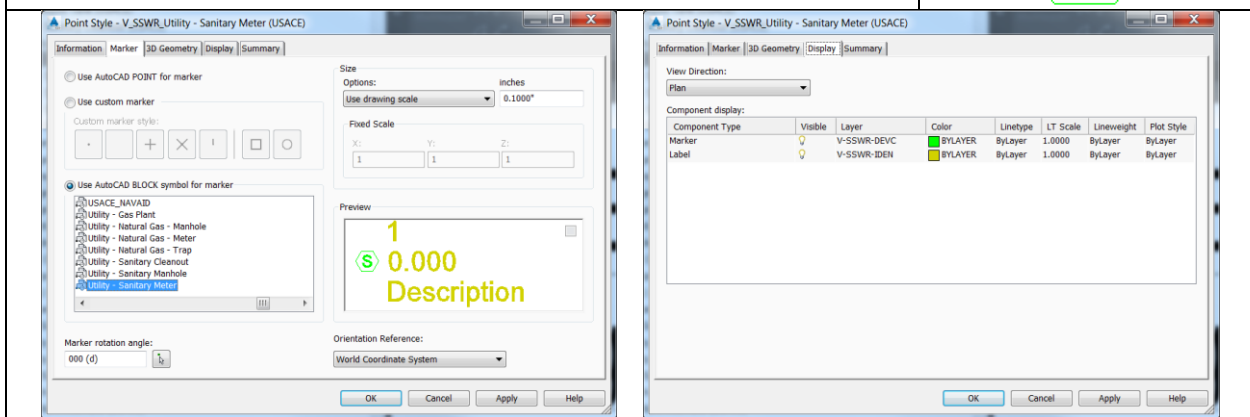 Point Style - V_SSWR_Utility - Sanitary Meter (USACE)
Information Marker 3D Geometry Display Summary
Use AutoCAD POINT for marker
Use custom marker
Custom marker style:
Use AutoCAD BLOCK symbol for marker
USACE_NAVAID
Utility - Gas Plant
Utility - Natural Gas - Manhole
Utility - Natural Gas - Meter
Utility - Natural Gas - Trap
Utility - Sanitary Cleanout
Utility - Sanitary Manhole
Utility - Sanitary Meter
Marker rotation angle:
000 (d)
Size
Options: inches
Use drawing scale 0.1000"
Fixed Scale
X: Y: Z:
1 1 1
Preview
1
S 0.000
Description
Orientation Reference:
World Coordinate System
OK Cancel Apply Help
Point Style - V_SSWR_Utility - Sanitary Meter (USACE)
Information Marker 3D Geometry Display Summary
View Direction:
Plan
Component display:
Component Type Visible Layer Color Linetype LT Scale Lineweight Plot Style
Marker V-SSWR-DEVC BYLAYER ByLayer 1.0000 ByLayer ByLayer
Label V-SSWR-IDEN BYLAYER ByLayer 1.0000 ByLayer ByLayer
OK Cancel Apply Help